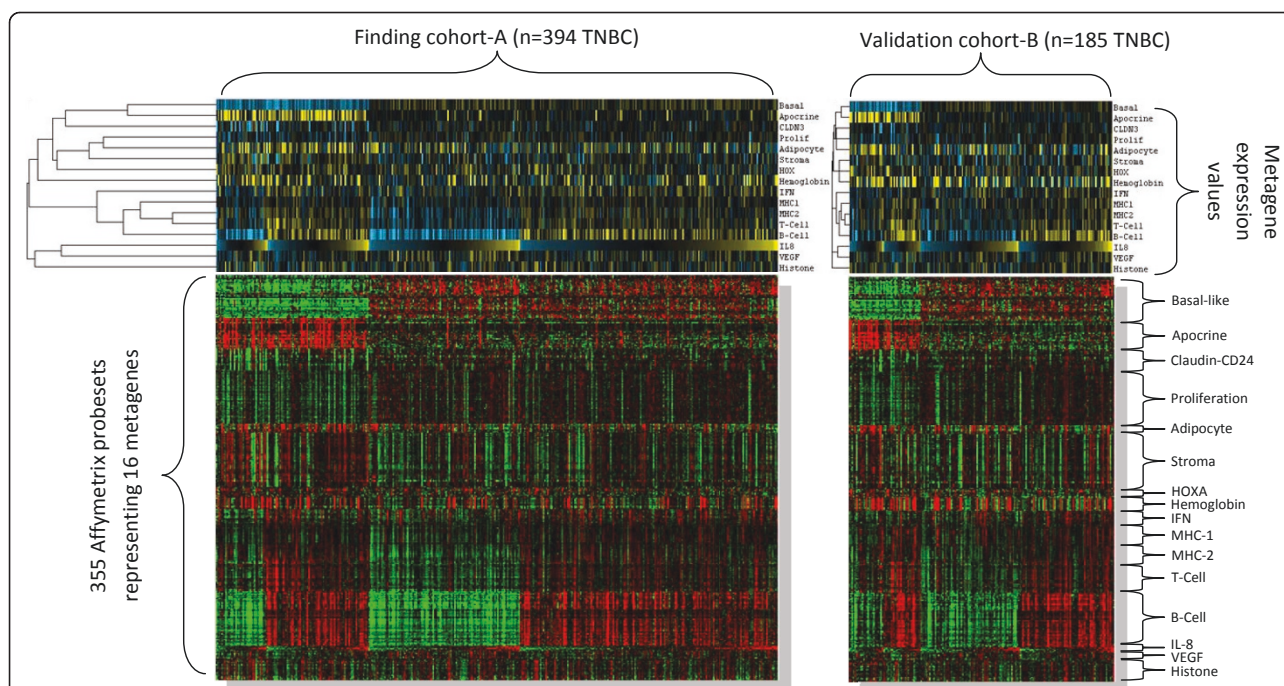 Finding cohort-A (n=394 TNBC)
Validation cohort-B (n=185 TNBC)
Basal
Apocrine
CLDN3
Prolif
Adipocyte
Stroma
HOX
Hemoglobin
IFN
MHC1
MHC2
T-Cell
B-Cell
IL8
VEGF
Histone
Basal
Apocrine
CLDN3
Prolif
Adipocyte
Stroma
HOX
Hemoglobin
IFN
MHC1
MHC2
T-Cell
B-Cell
IL8
VEGF
Histone
Metagene
expression
values
355 Affymetrix probesets
representing 16 metagenes
Basal-like
Apocrine
Claudin-CD24
Proliferation
Adipocyte
Stroma
HOXA
Hemoglobin
IFN
MHC-1
MHC-2
T-Cell
B-Cell
IL-8
VEGF
Histone